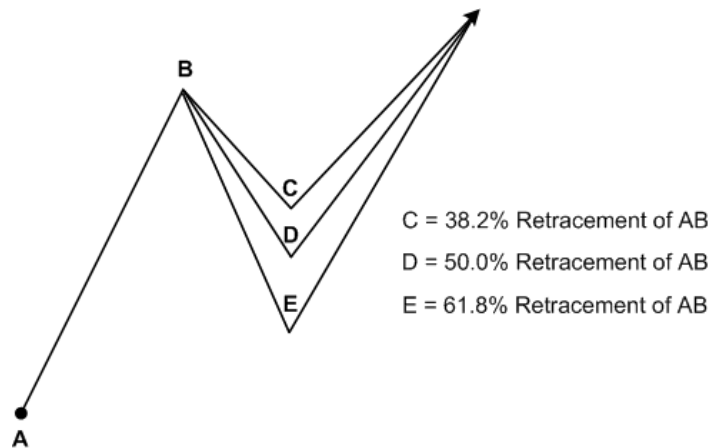 B
C
D
E
A
C = 38.2% Retracement of AB
D = 50.0% Retracement of AB
E = 61.8% Retracement of AB